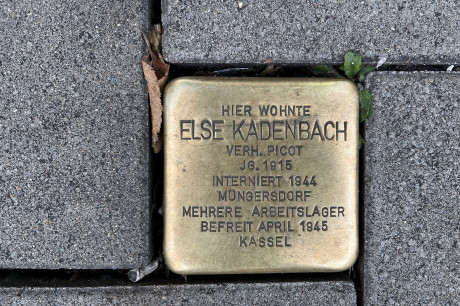 HIER WOHNTE
ELSE KADENBACH
VERH. PICOT
JG. 1915
INTERNIERT 1944
MÜNGERSDORF
MEHRERE ARBEITSLAGER
BEFREIT APRIL 1945
KASSEL